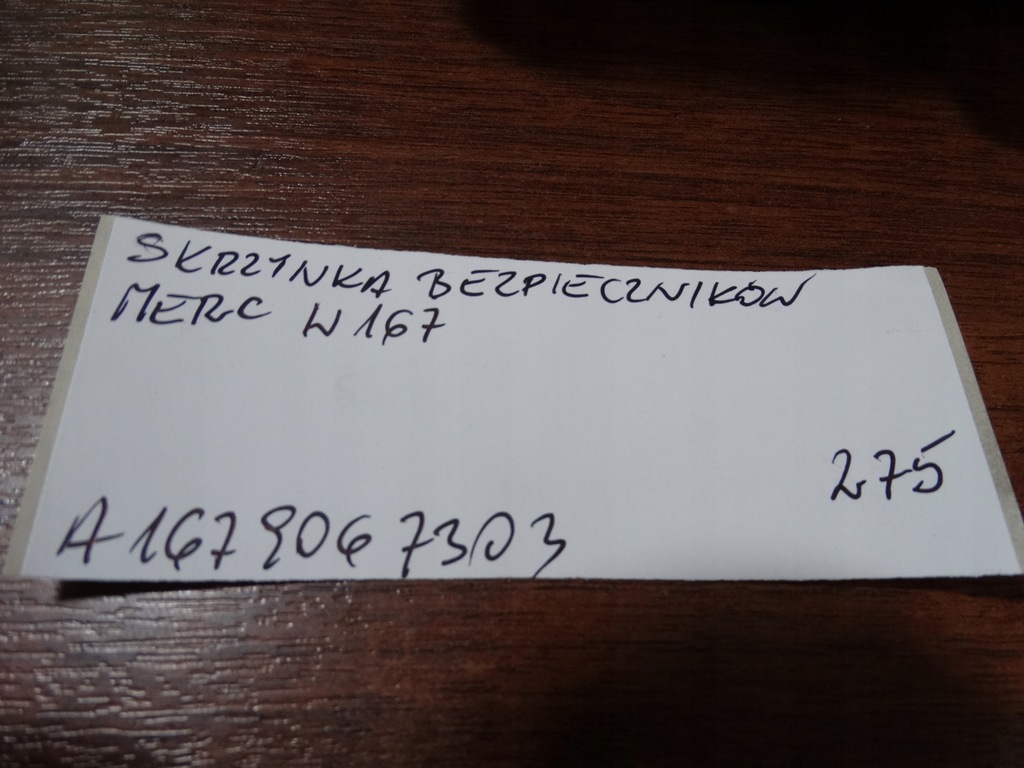 SKRZYNKA BEZPIECZNIKÓW
MERC W167
275
A1679067303